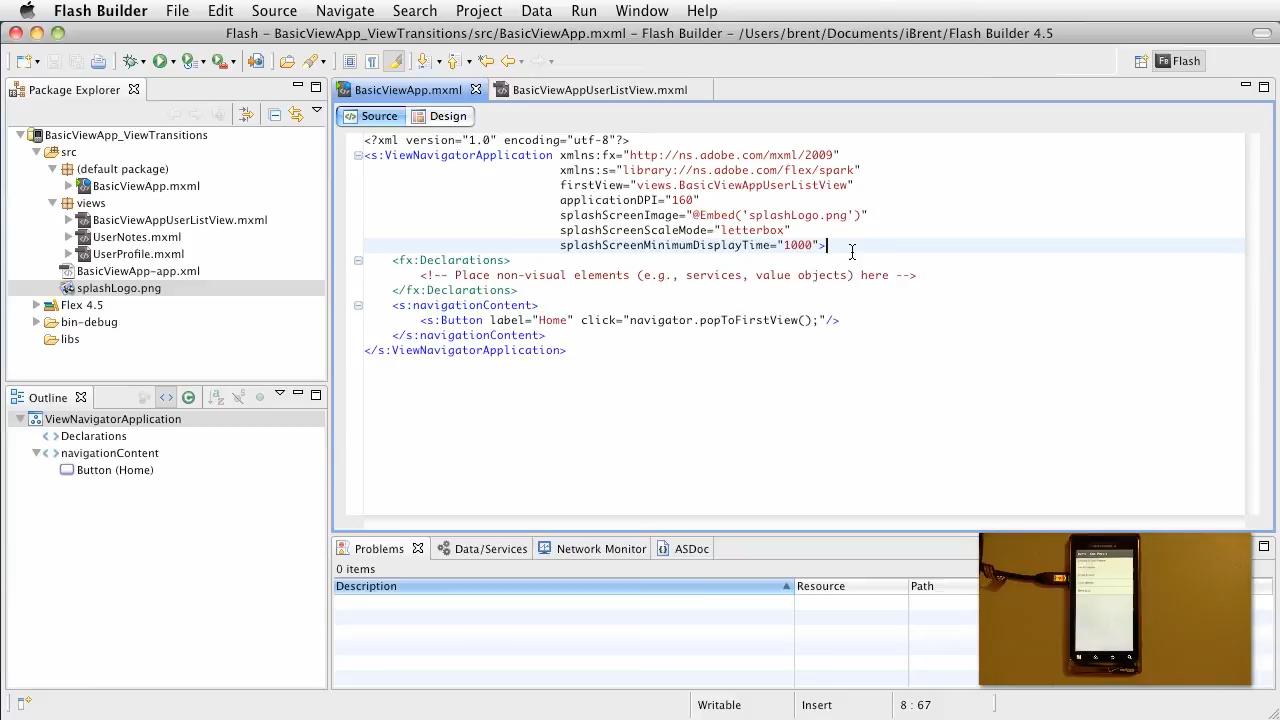 Flash Builder File Edit Source Navigate Search Project Data Run Window Help
Flash - BasicViewApp_ViewTransitions/src/BasicViewApp.mxml - Flash Builder - /Users/brent/Documents/iBrent/Flash Builder 4.5
Fb Flash
Package Explorer
BasicViewApp_ViewTransitions
src
(default package)
BasicViewApp.mxml
views
BasicViewAppUserListView.mxml
UserNotes.mxml
UserProfile.mxml
BasicViewApp-app.xml
splashLogo.png
Flex 4.5
bin-debug
libs
Outline
ViewNavigatorApplication
Declarations
navigationContent
Button (Home)
BasicViewApp.mxml BasicViewAppUserListView.mxml
Source Design
<?xml version="1.0" encoding="utf-8"?>
<s:ViewNavigatorApplication xmlns:fx="http://ns.adobe.com/mxml/2009"
xmlns:s="library://ns.adobe.com/flex/spark"
firstView="views.BasicViewAppUserListView"
applicationDPI="160"
splashScreenImage="@Embed('splashLogo.png')"
splashScreenScaleMode="letterbox"
splashScreenMinimumDisplayTime="1000">
<fx:Declarations>
<!-- Place non-visual elements (e.g., services, value objects) here -->
</fx:Declarations>
<s:navigationContent>
<s:Button label="Home" click="navigator.popToFirstView();"/>
</s:navigationContent>
</s:ViewNavigatorApplication>
Problems Data/Services Network Monitor ASDoc
0 items
Description Resource Path
Writable Insert 8 : 67